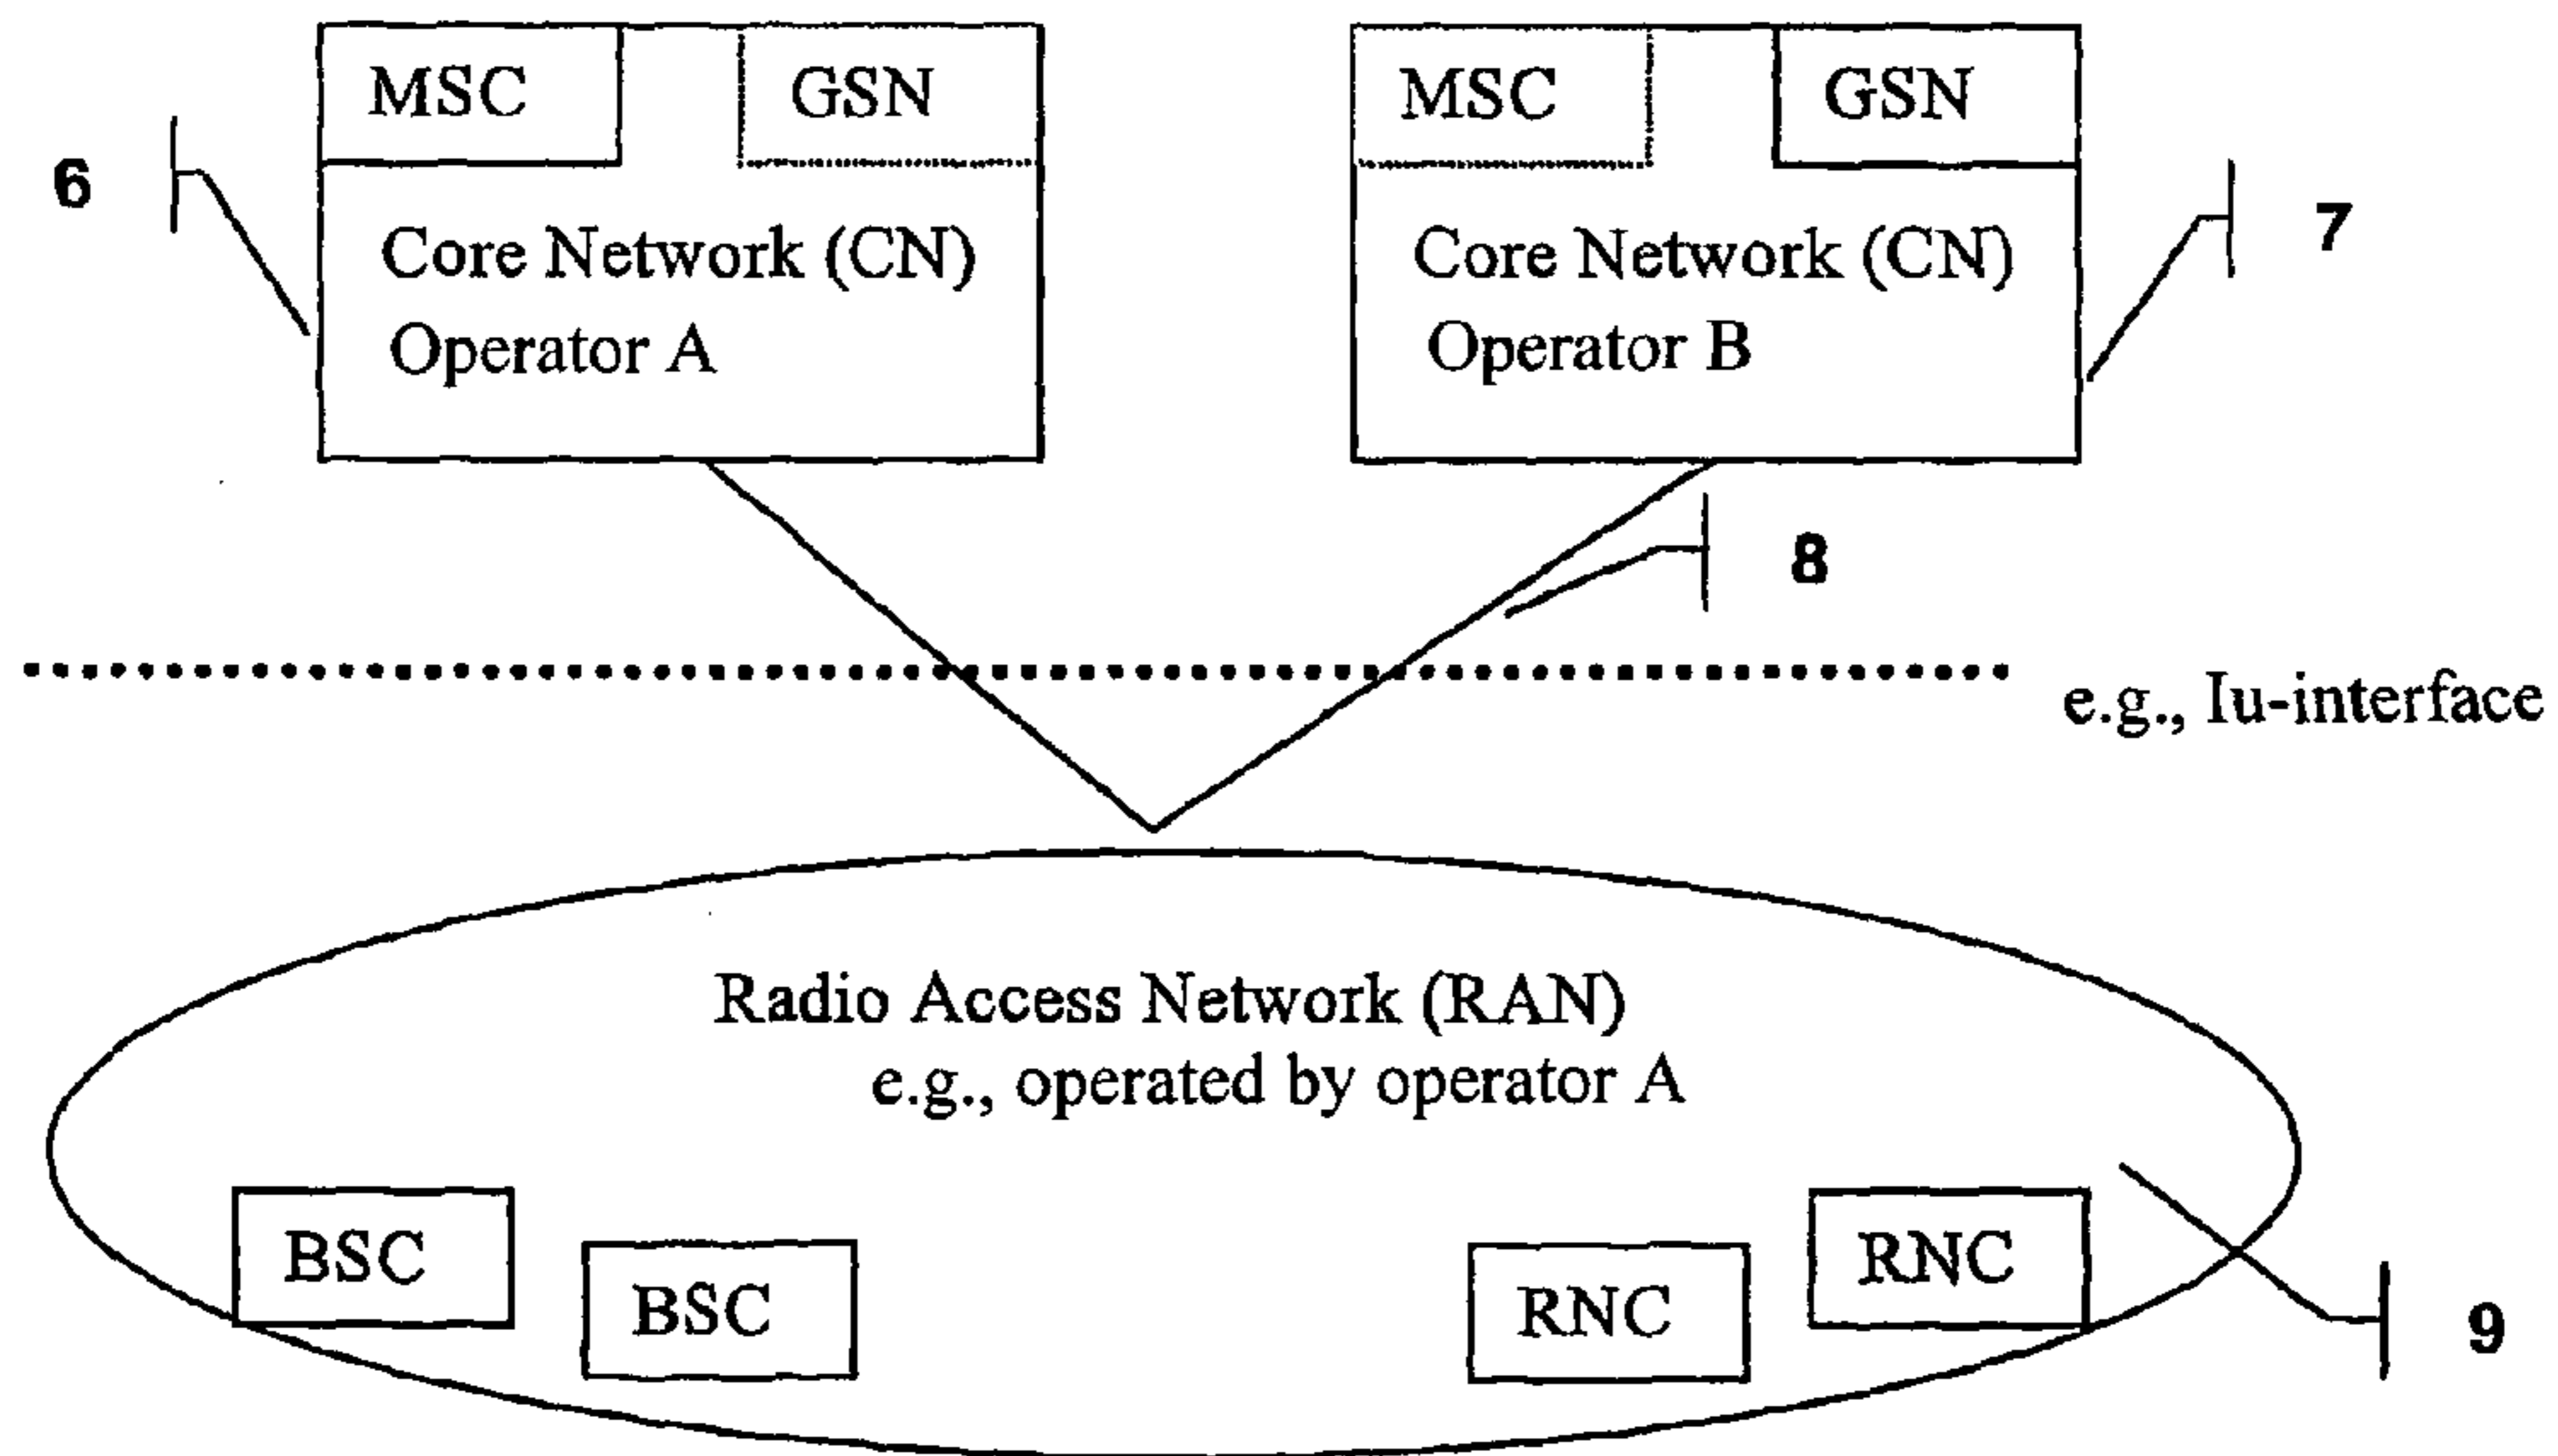 MSC
GSN
MSC
GSN
6
Core Network (CN)
Operator A
Core Network (CN)
Operator B
7
8
e.g., Iu-interface
Radio Access Network (RAN)
e.g., operated by operator A
BSC
BSC
RNC
RNC
9